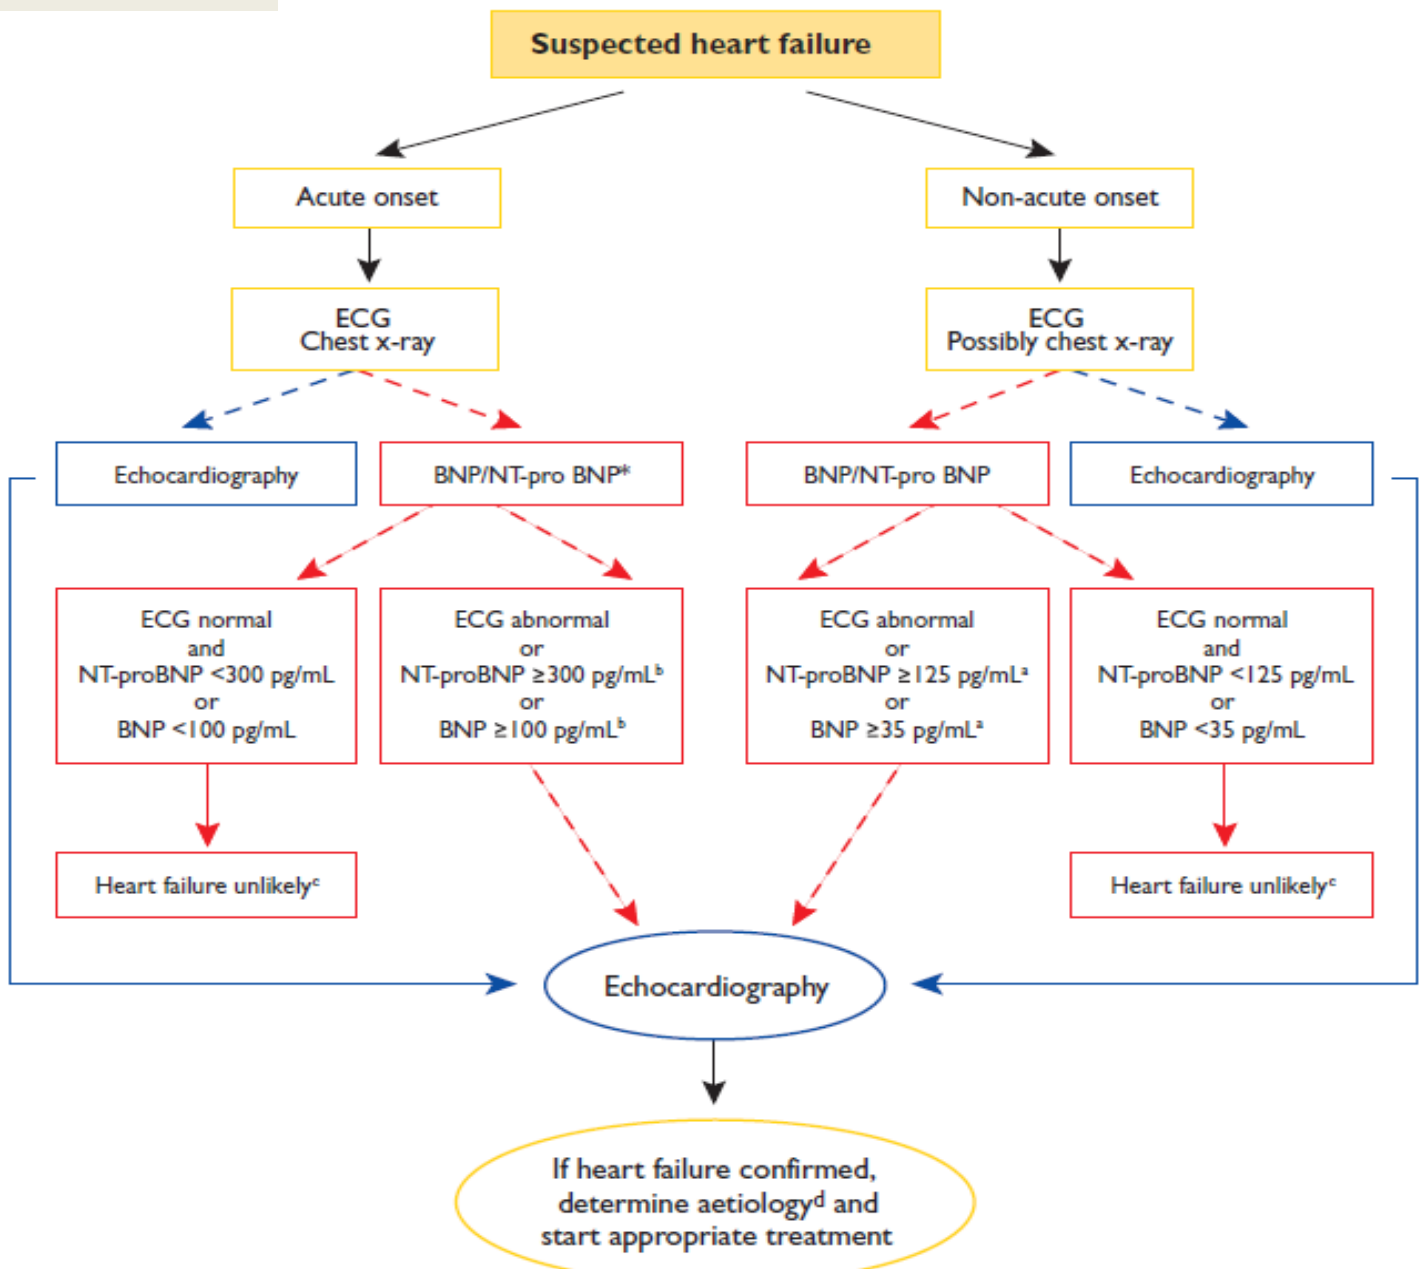 Suspected heart failure
Acute onset
Non-acute onset
ECG
Chest x-ray
ECG
Possibly chest x-ray
Echocardiography
BNP/NT-pro BNP*
BNP/NT-pro BNP
Echocardiography
ECG normal
and
NT-proBNP <300 pg/mL
or
BNP <100 pg/mL
ECG abnormal
or
NT-proBNP ≥300 pg/mLᵇ
or
BNP ≥100 pg/mLᵇ
ECG abnormal
or
NT-proBNP ≥125 pg/mLᵃ
or
BNP ≥35 pg/mLᵃ
ECG normal
and
NT-proBNP <125 pg/mL
or
BNP <35 pg/mL
Heart failure unlikelyᶜ
Heart failure unlikelyᶜ
Echocardiography
If heart failure confirmed,
determine aetiologyᵈ and
start appropriate treatment